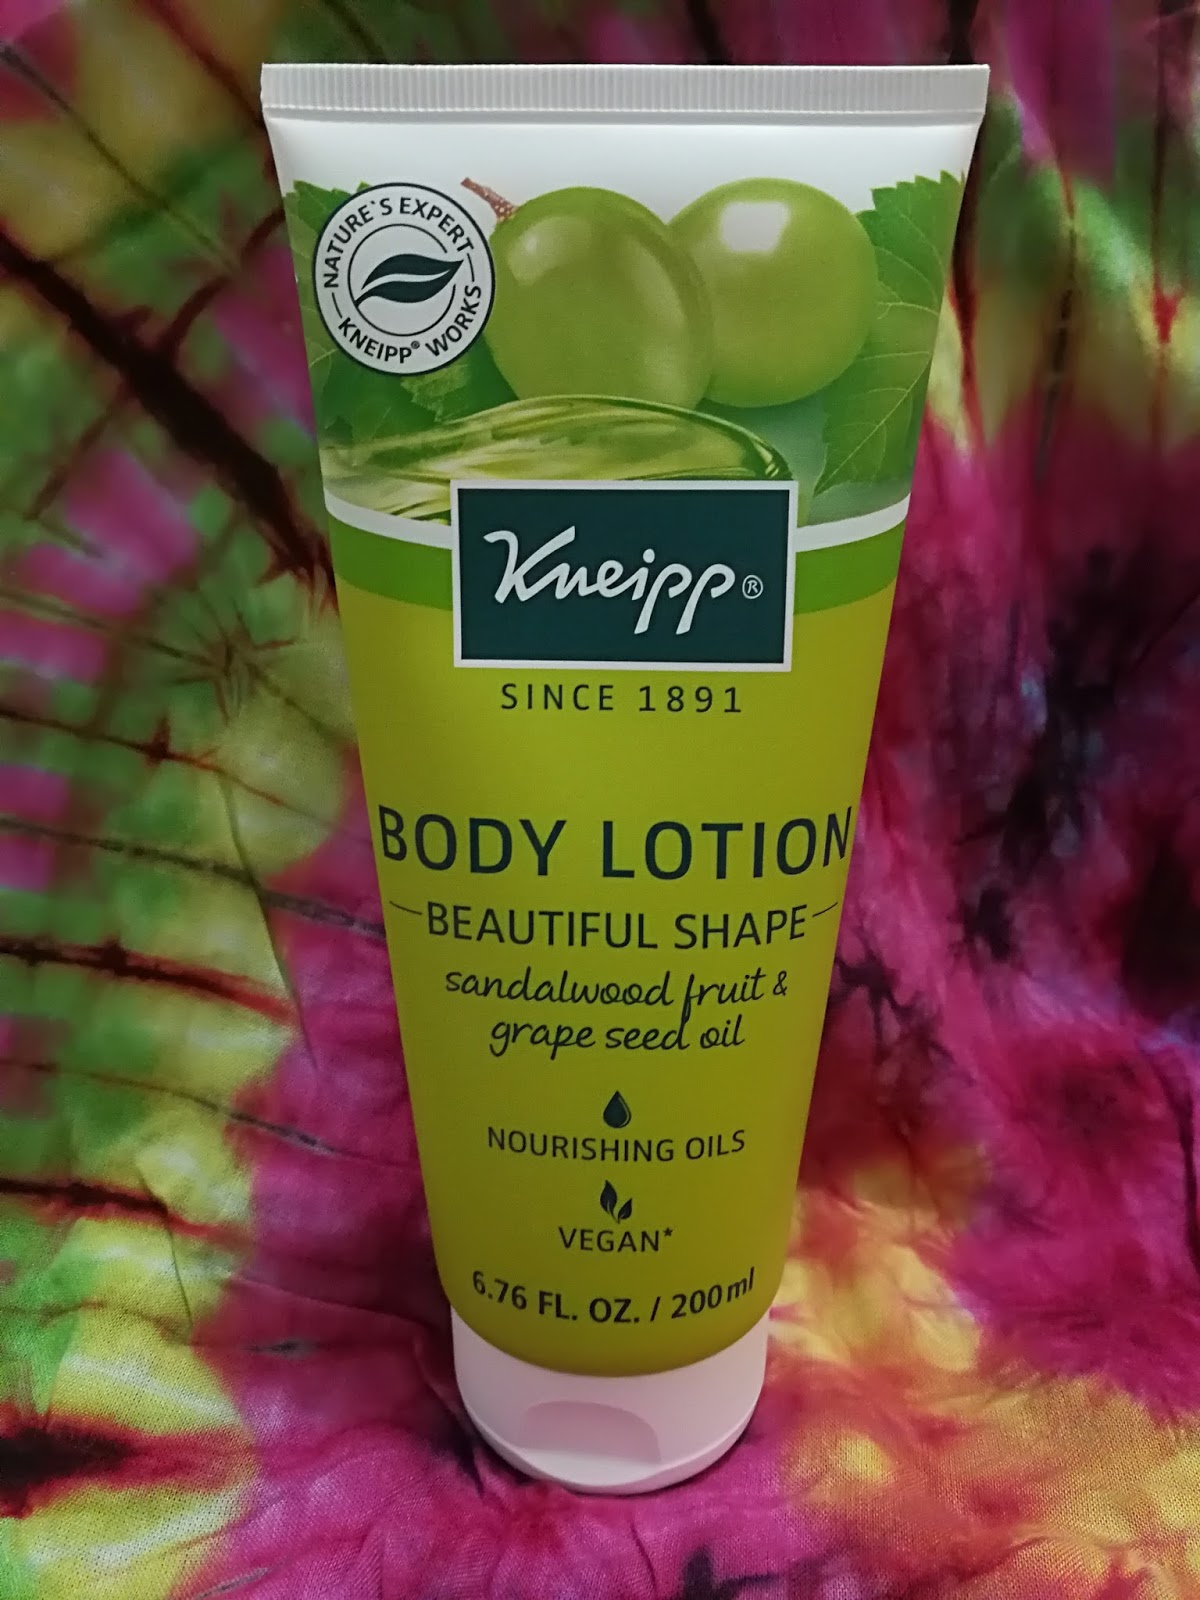 NATURE`S EXPERT
KNEIPP® WORKS
Kneipp®
SINCE 1891
BODY LOTION
BEAUTIFUL SHAPE
sandalwood fruit &
grape seed oil
NOURISHING OILS
VEGAN*
6.76 FL. OZ. / 200ml